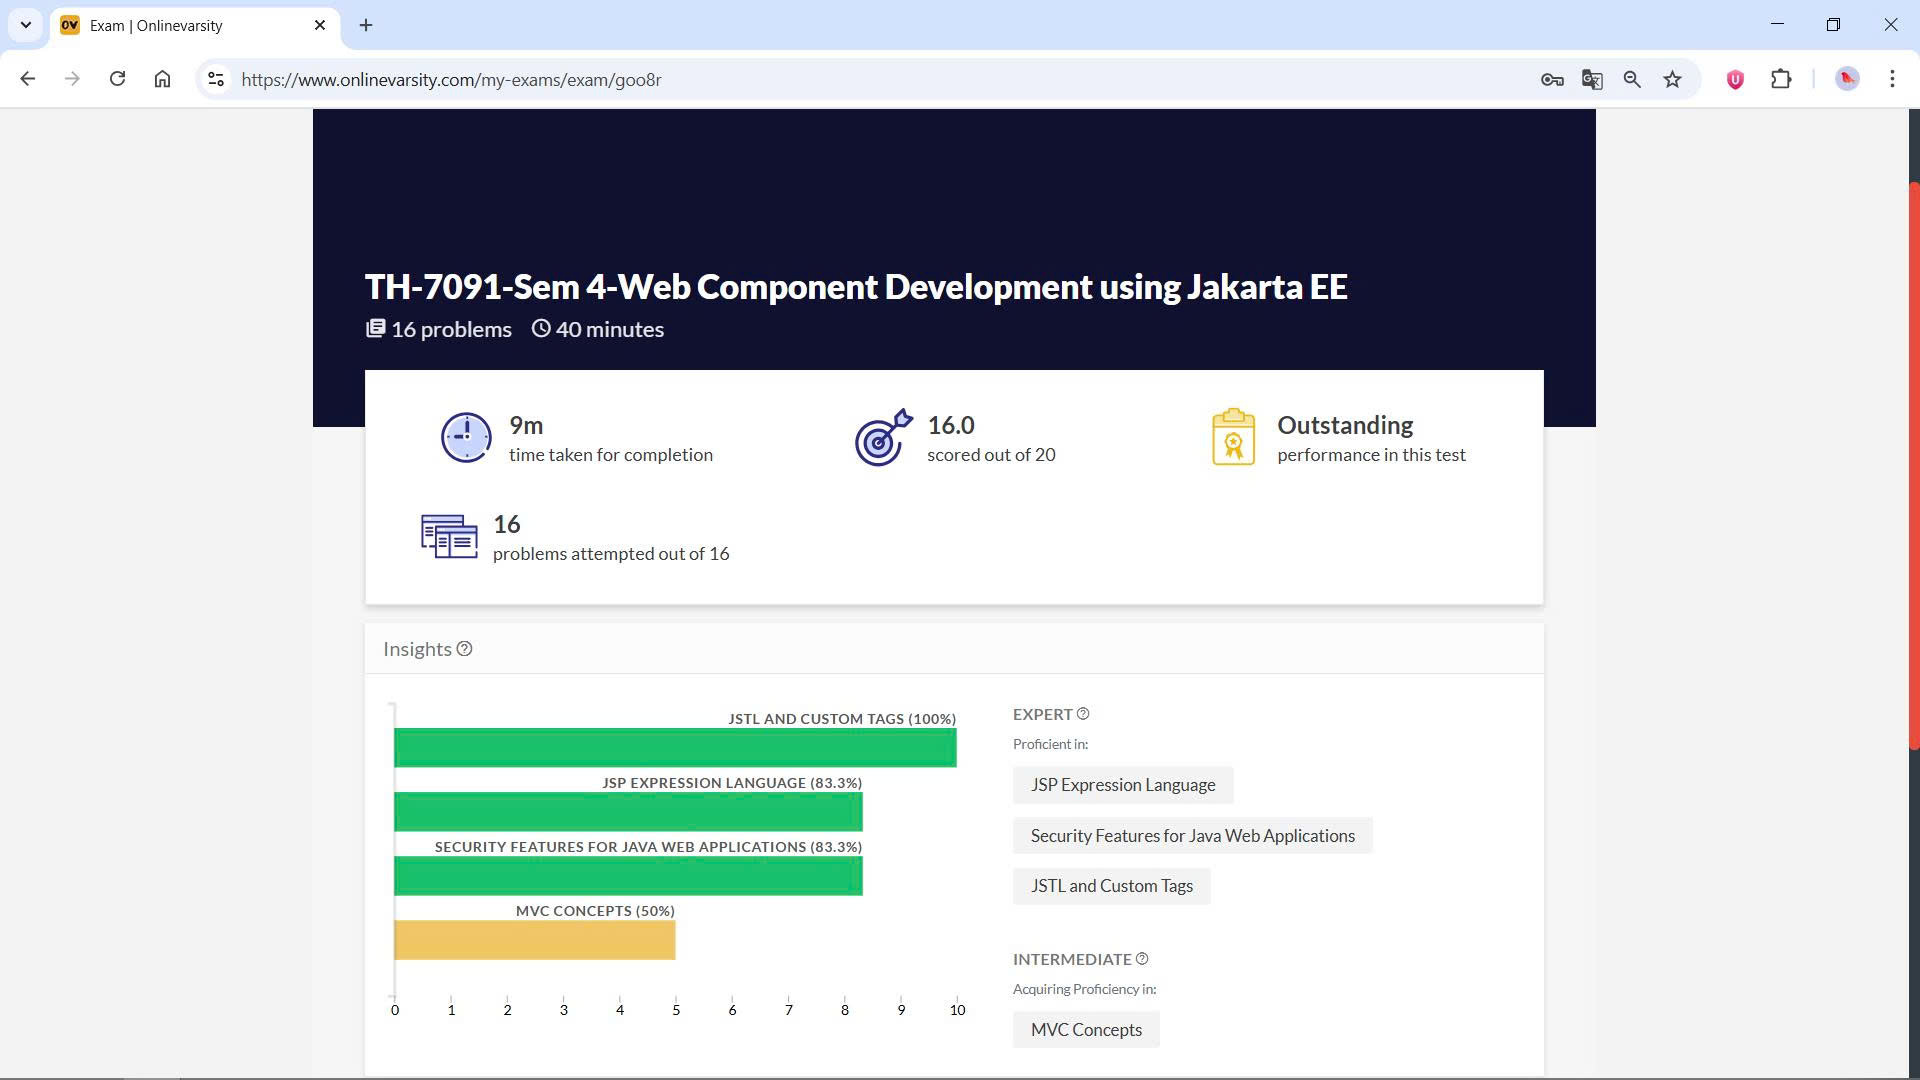 Exam | Onlinevarsity
https://www.onlinevarsity.com/my-exams/exam/goo8r
TH-7091-Sem 4-Web Component Development using Jakarta EE
16 problems 40 minutes
9m
time taken for completion
16.0
scored out of 20
Outstanding
performance in this test
16
problems attempted out of 16
Insights
JSTL AND CUSTOM TAGS (100%)
JSP EXPRESSION LANGUAGE (83.3%)
SECURITY FEATURES FOR JAVA WEB APPLICATIONS (83.3%)
MVC CONCEPTS (50%)
0 1 2 3 4 5 6 7 8 9 10
EXPERT
Proficient in:
JSP Expression Language
Security Features for Java Web Applications
JSTL and Custom Tags
INTERMEDIATE
Acquiring Proficiency in:
MVC Concepts